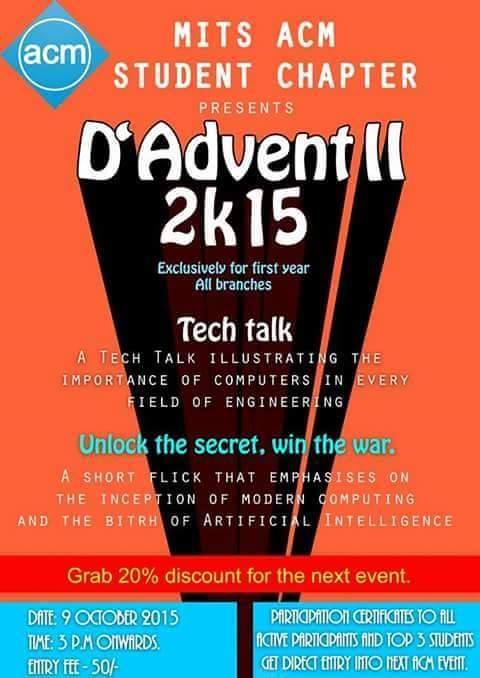 acm
MITS ACM
STUDENT CHAPTER
PRESENTS
D'Advent II
2k15
Exclusively for first year
All branches
Tech talk
A TECH TALK ILLUSTRATING THE
IMPORTANCE OF COMPUTERS IN EVERY
FIELD OF ENGINEERING
Unlock the secret, win the war.
A SHORT FLICK THAT EMPHASISES ON
THE INCEPTION OF MODERN COMPUTING
AND THE BITRH OF ARTIFICIAL INTELLIGENCE
Grab 20% discount for the next event.
DATE: 9 OCTOBER 2015
TIME: 3 P.M ONWARDS.
ENTRY FEE - 50/-
PARTICIPATION CERTIFICATES TO ALL
ACTIVE PARTICIPANTS AND TOP 3 STUDENTS
GET DIRECT ENTRY INTO NEXT ACM EVENT.